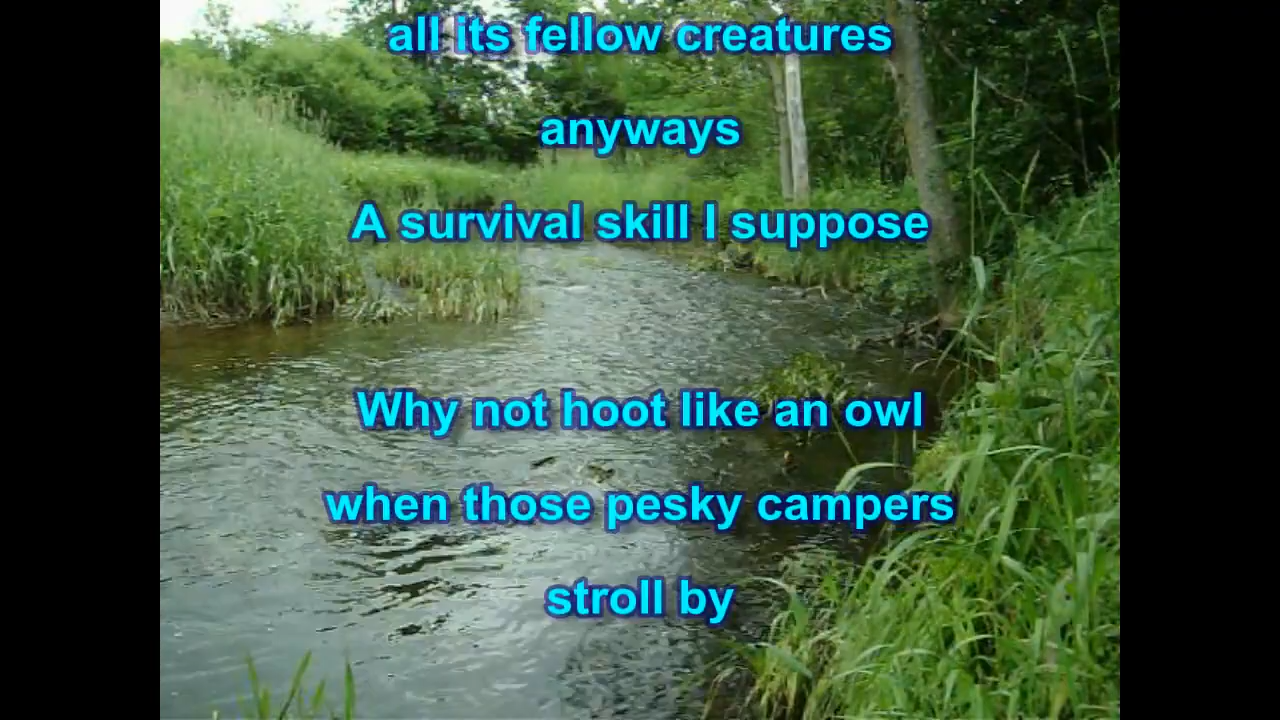 all its fellow creatures
anyways
A survival skill I suppose
Why not hoot like an owl
when those pesky campers
stroll by